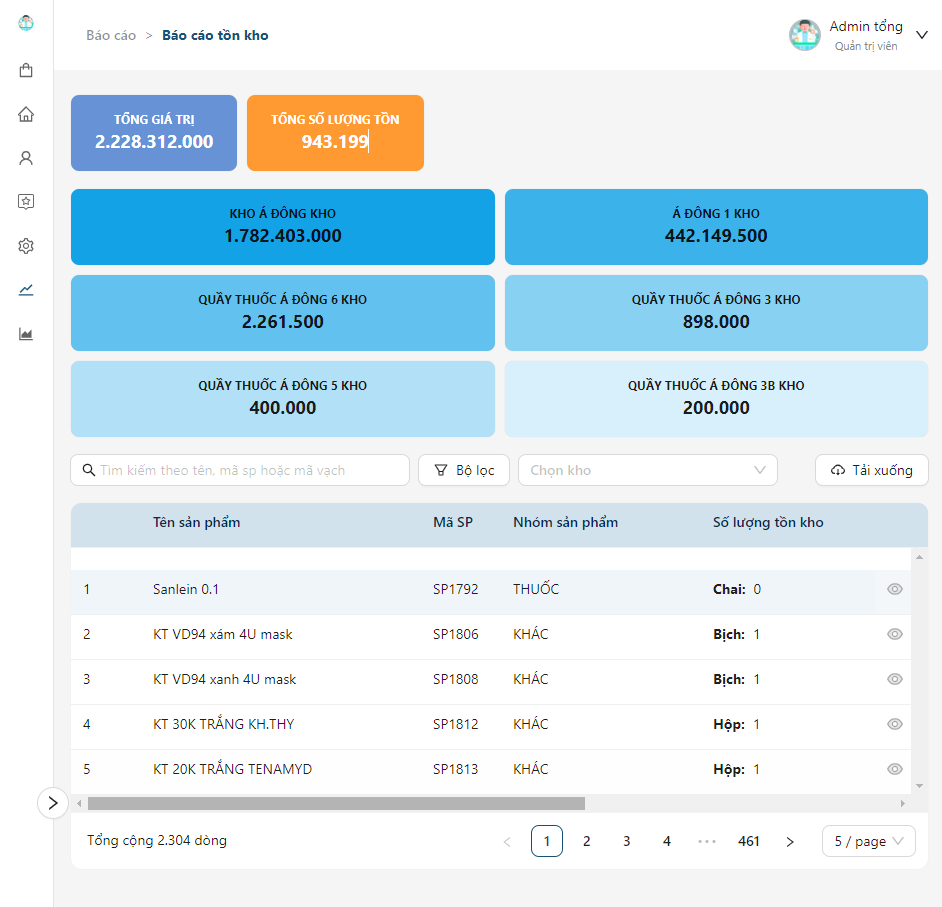 Báo cáo > Báo cáo tồn kho
Admin tổng
Quản trị viên
TỔNG GIÁ TRỊ
2.228.312.000
TỔNG SỐ LƯỢNG TỒN
943.199
KHO Á ĐÔNG KHO
1.782.403.000
Á ĐÔNG 1 KHO
442.149.500
QUẦY THUỐC Á ĐÔNG 6 KHO
2.261.500
QUẦY THUỐC Á ĐÔNG 3 KHO
898.000
QUẦY THUỐC Á ĐÔNG 5 KHO
400.000
QUẦY THUỐC Á ĐÔNG 3B KHO
200.000
Tìm kiếm theo tên, mã sp hoặc mã vạch Bộ lọc Chọn kho Tải xuống
Tên sản phẩm Mã SP Nhóm sản phẩm Số lượng tồn kho
1 Sanlein 0.1 SP1792 THUỐC Chai: 0
2 KT VD94 xám 4U mask SP1806 KHÁC Bịch: 1
3 KT VD94 xanh 4U mask SP1808 KHÁC Bịch: 1
4 KT 30K TRẮNG KH.THY SP1812 KHÁC Hộp: 1
5 KT 20K TRẮNG TENAMYD SP1813 KHÁC Hộp: 1
Tổng cộng 2.304 dòng < 1 2 3 4 ••• 461 > 5 / page